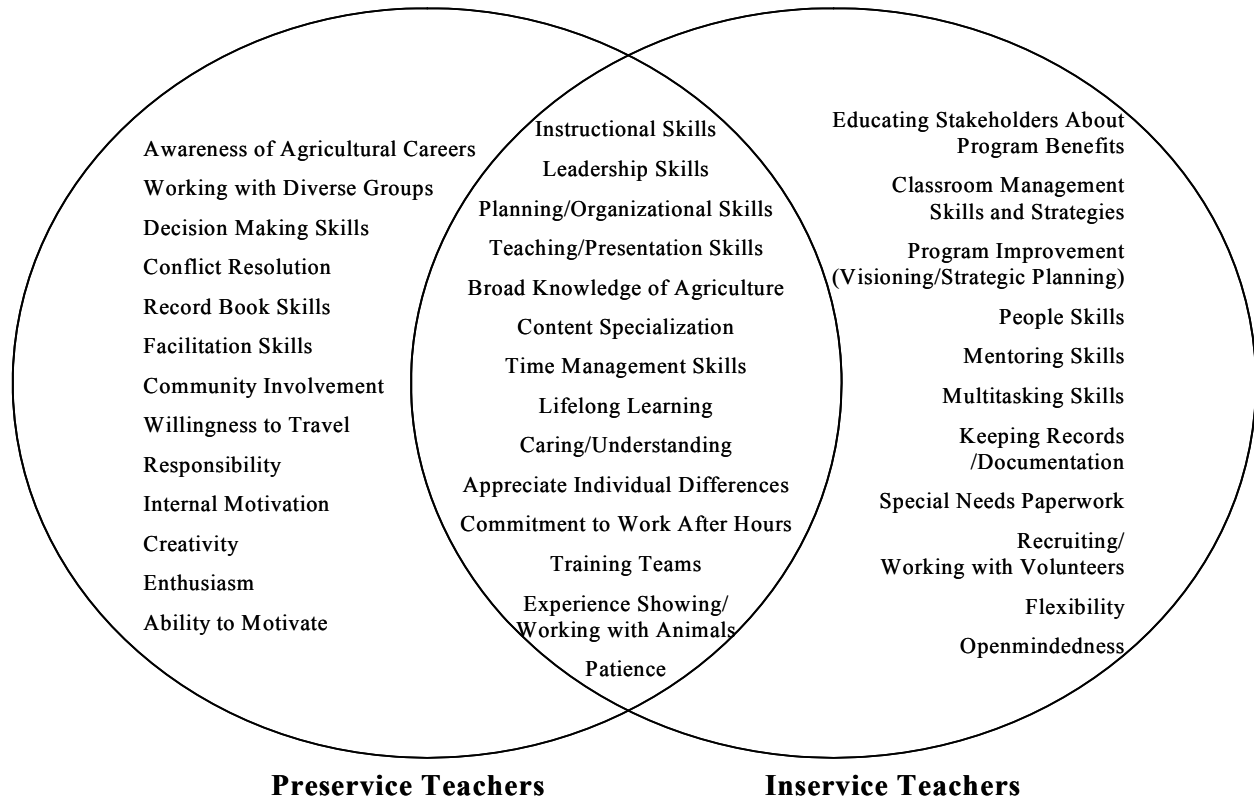 Awareness of Agricultural Careers
Working with Diverse Groups
Decision Making Skills
Conflict Resolution
Record Book Skills
Facilitation Skills
Community Involvement
Willingness to Travel
Responsibility
Internal Motivation
Creativity
Enthusiasm
Ability to Motivate
Instructional Skills
Leadership Skills
Planning/Organizational Skills
Teaching/Presentation Skills
Broad Knowledge of Agriculture
Content Specialization
Time Management Skills
Lifelong Learning
Caring/Understanding
Appreciate Individual Differences
Commitment to Work After Hours
Training Teams
Experience Showing/
Working with Animals
Patience
Educating Stakeholders About
Program Benefits
Classroom Management
Skills and Strategies
Program Improvement
(Visioning/Strategic Planning)
People Skills
Mentoring Skills
Multitasking Skills
Keeping Records
/Documentation
Special Needs Paperwork
Recruiting/
Working with Volunteers
Flexibility
Openmindedness
Preservice Teachers
Inservice Teachers